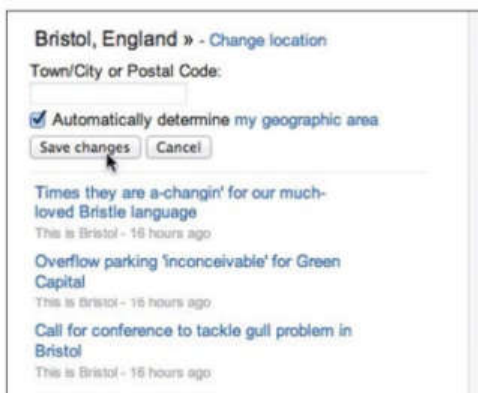 Bristol, England » - Change location
Town/City or Postal Code:
Automatically determine my geographic area
Save changes Cancel
Times they are a-changin' for our much-
loved Bristle language
This is Bristol - 16 hours ago
Overflow parking 'inconceivable' for Green
Capital
This is Bristol - 16 hours ago
Call for conference to tackle gull problem in
Bristol
This is Bristol - 16 hours ago